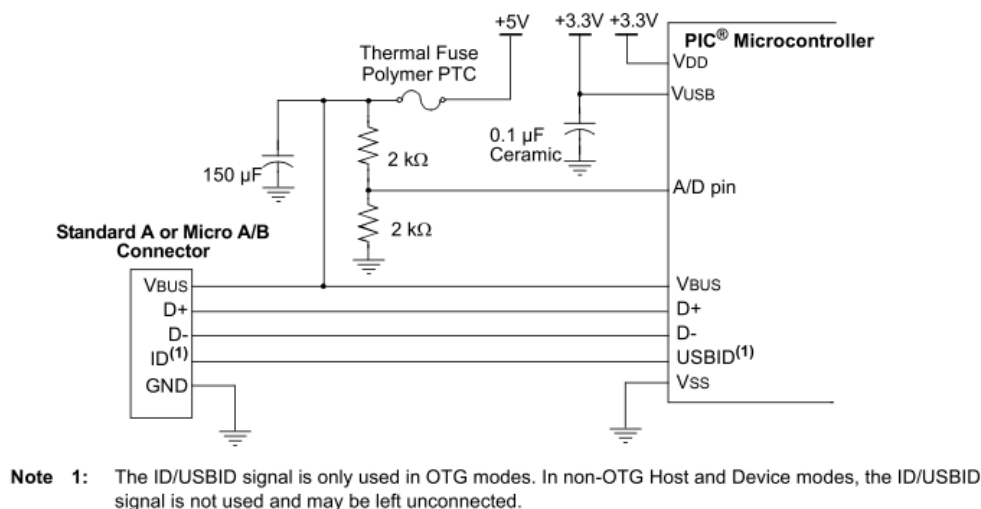 +5V
+3.3V +3.3V
PIC® Microcontroller
Thermal Fuse
Polymer PTC
VDD
VUSB
0.1 µF
Ceramic
2 kΩ
150 µF
A/D pin
2 kΩ
Standard A or Micro A/B
Connector
VBUS
VBUS
D+
D+
D-
D-
ID(1)
USBID(1)
GND
VSS
Note 1: The ID/USBID signal is only used in OTG modes. In non-OTG Host and Device modes, the ID/USBID
signal is not used and may be left unconnected.